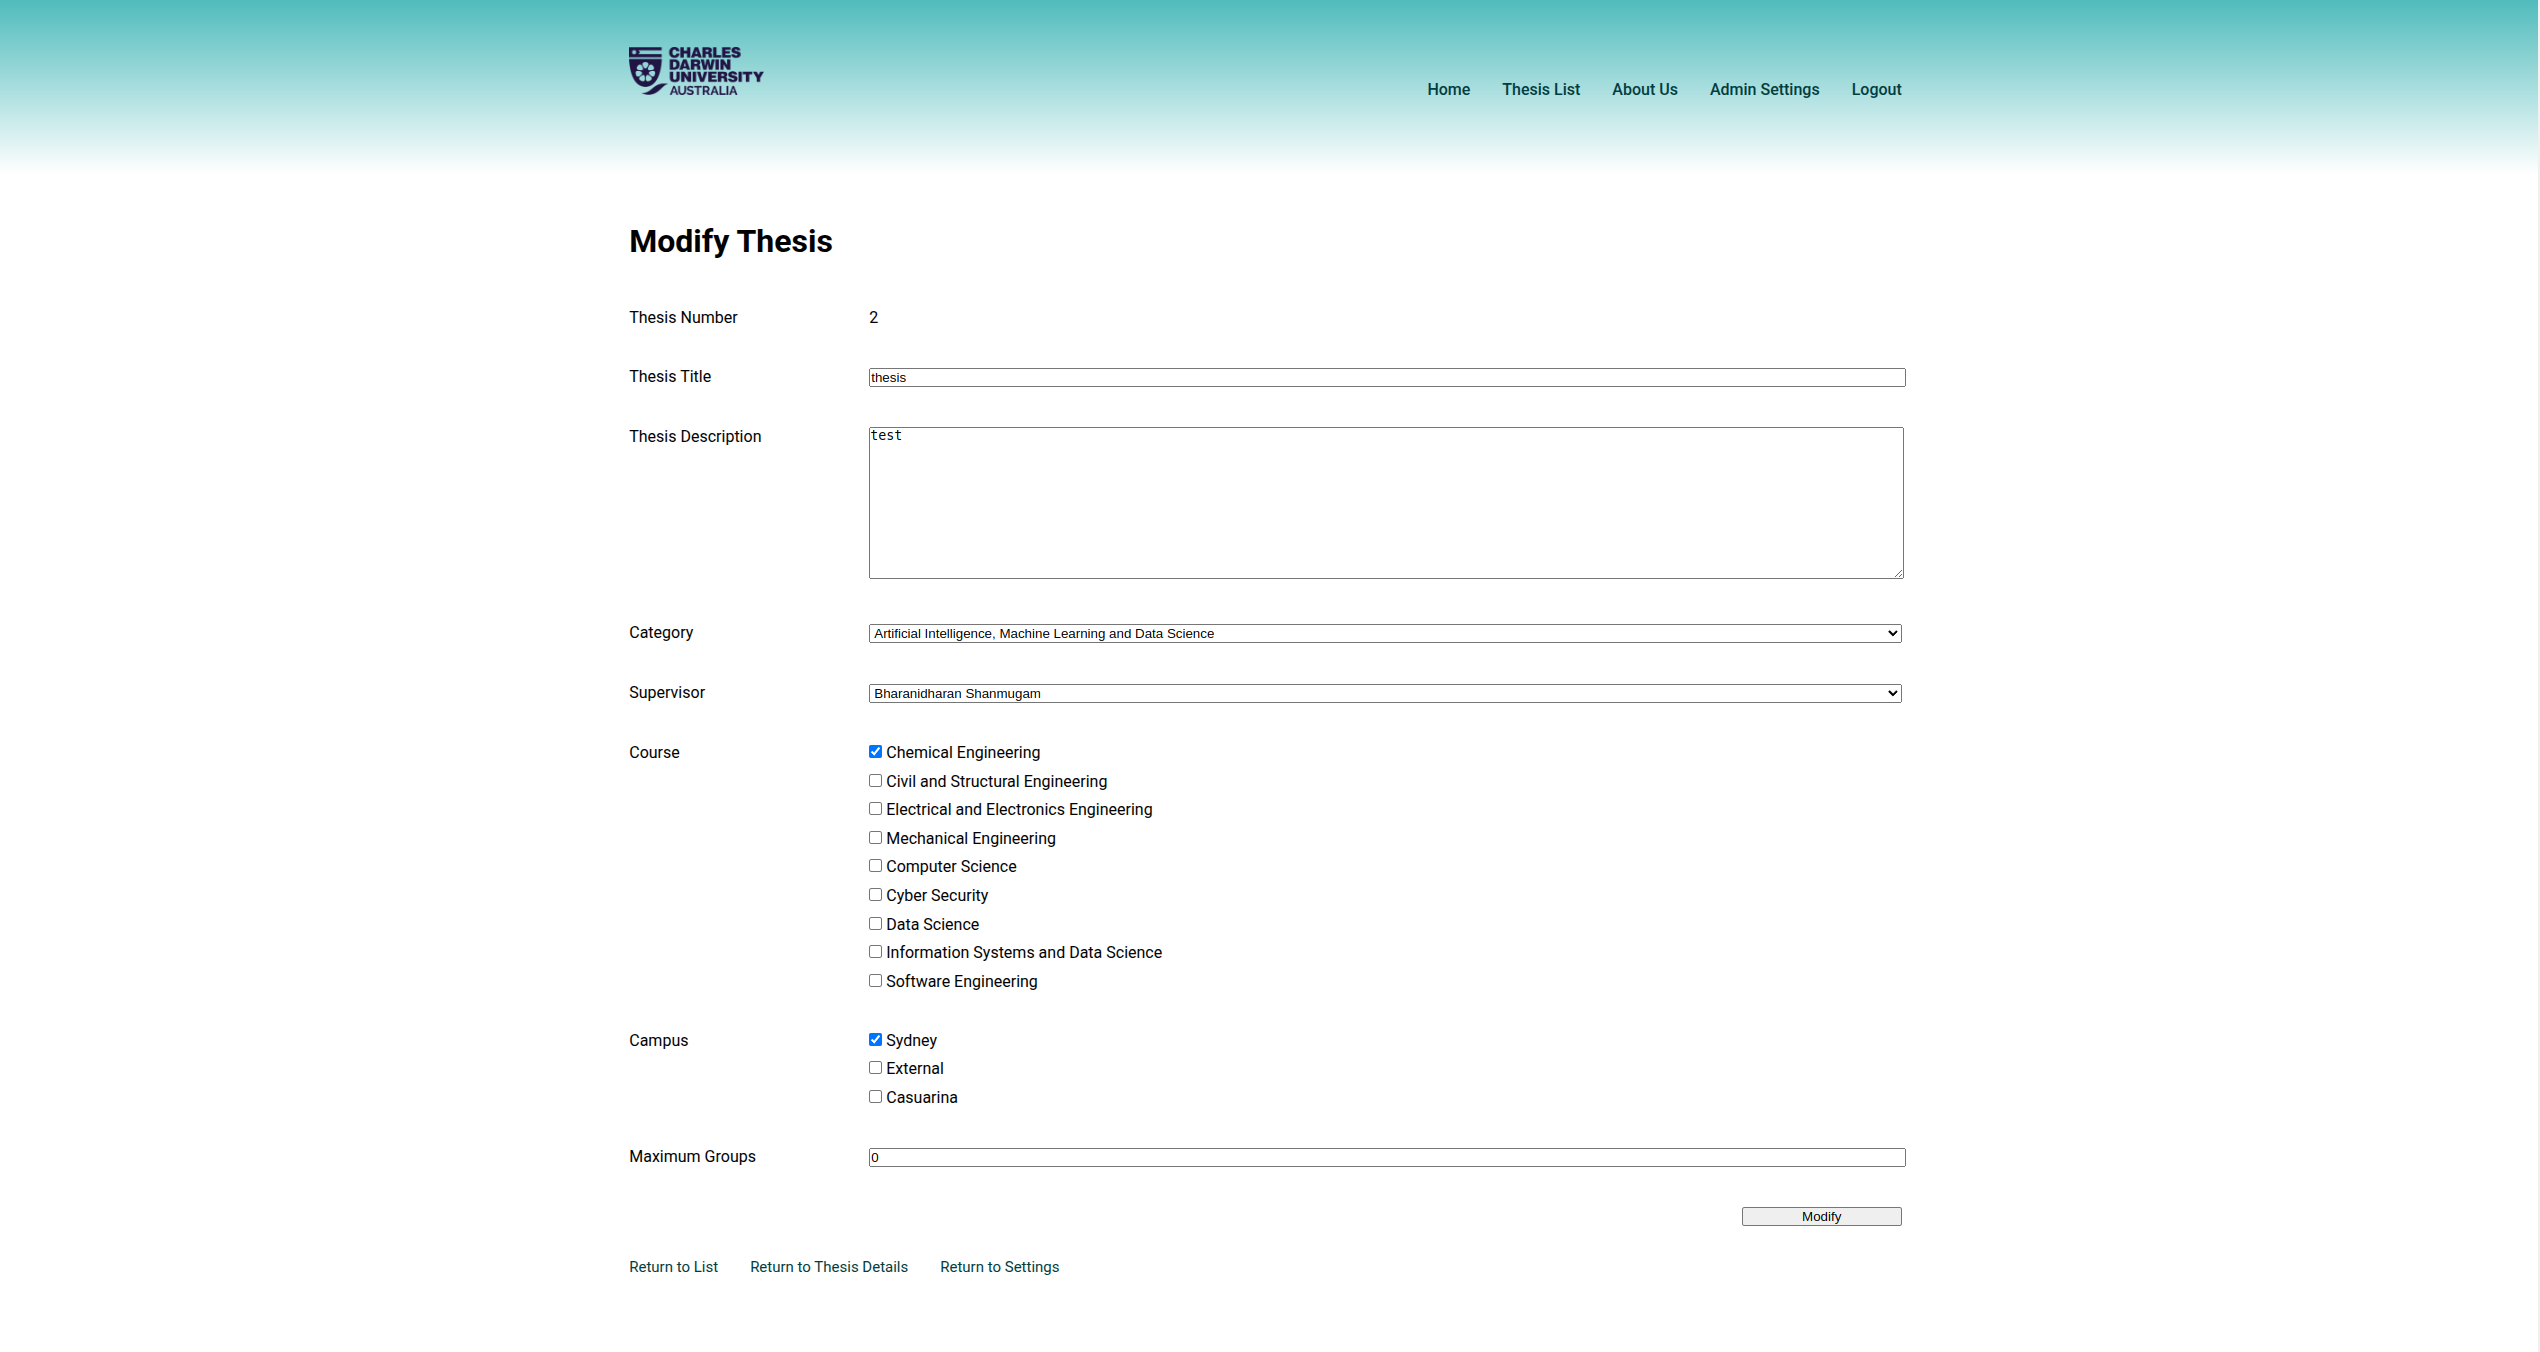 CHARLES
DARWIN
UNIVERSITY
AUSTRALIA
Home Thesis List About Us Admin Settings Logout
Modify Thesis
Thesis Number 2
Thesis Title thesis
Thesis Description test
Category Artificial Intelligence, Machine Learning and Data Science
Supervisor Bharanidharan Shanmugam
Course Chemical Engineering
Civil and Structural Engineering
Electrical and Electronics Engineering
Mechanical Engineering
Computer Science
Cyber Security
Data Science
Information Systems and Data Science
Software Engineering
Campus Sydney
External
Casuarina
Maximum Groups 0
Modify
Return to List Return to Thesis Details Return to Settings